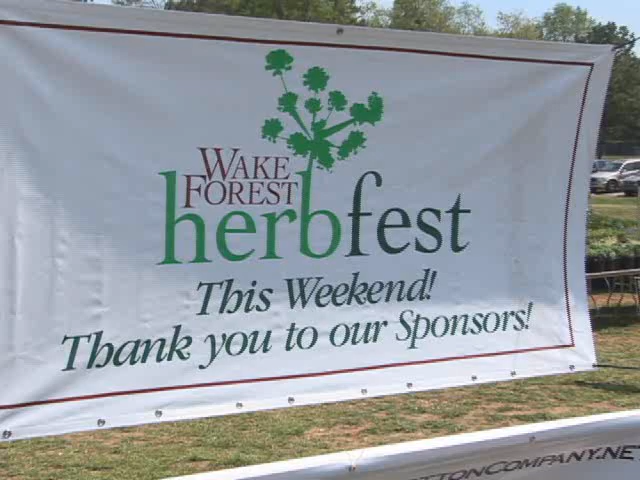 WAKE
FOREST
herbfest
This Weekend!
Thank you to our Sponsors!